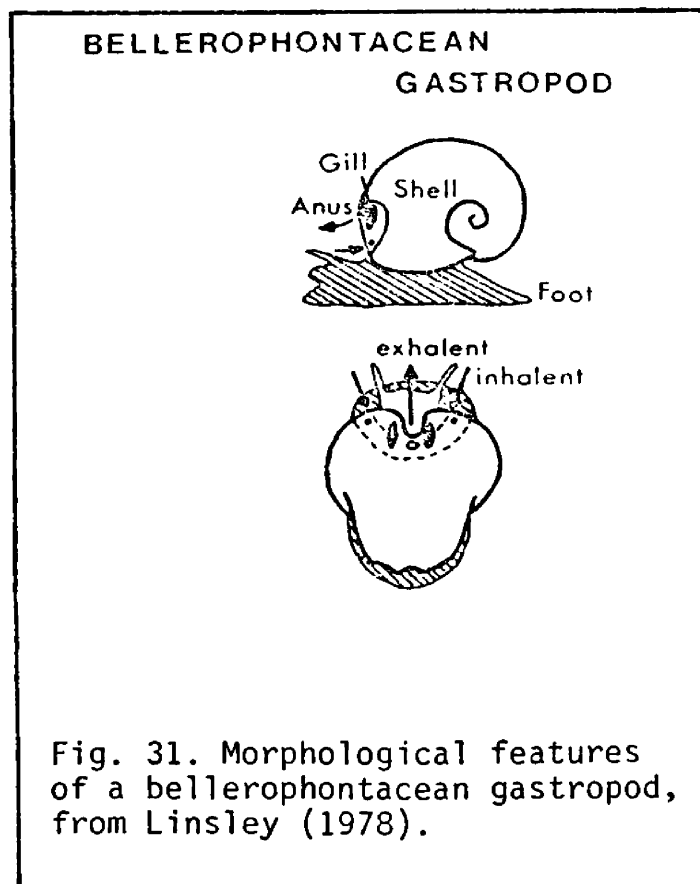 BELLEROPHONTACEAN
GASTROPOD
Gill
Shell
Anus
Foot
exhalent
inhalent
Fig. 31. Morphological features
of a bellerophontacean gastropod,
from Linsley (1978).